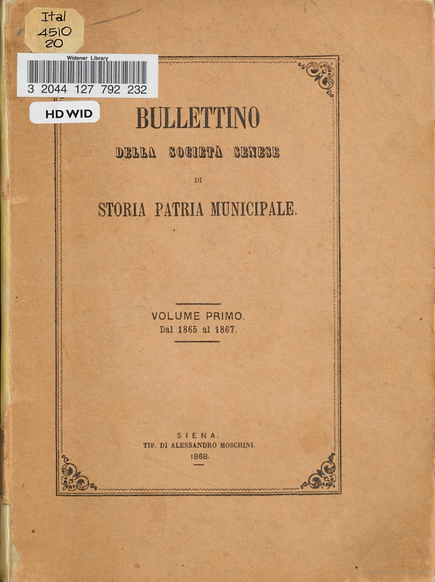 Ital
4510
20
Widener Library
3 2044 127 792 232
HD WID
BULLETTINO
DELLA SOCIETÀ SENESE
DI
STORIA PATRIA MUNICIPALE.
VOLUME PRIMO.
Dal 1865 al 1867.
SIENA.
TIP. DI ALESSANDRO MOSCHINI.
1868.